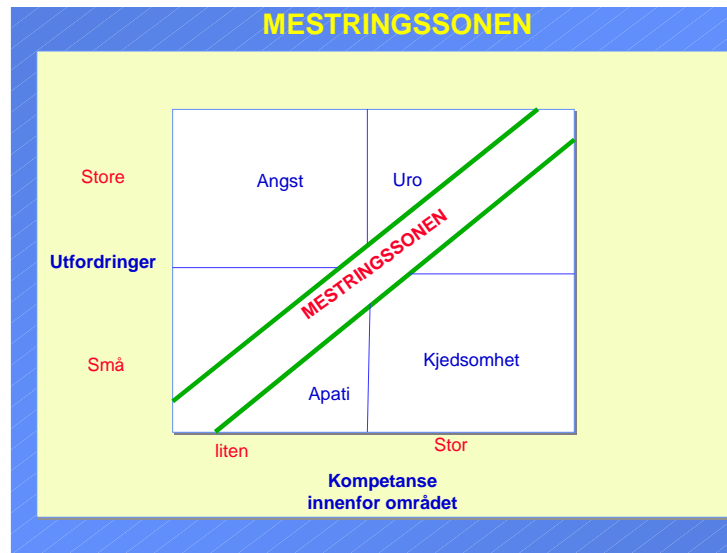 MESTRINGSSONEN
Store
Angst
Uro
MESTRINGSSONEN
Utfordringer
Små
Kjedsomhet
Apati
liten
Stor
Kompetanse
innenfor området